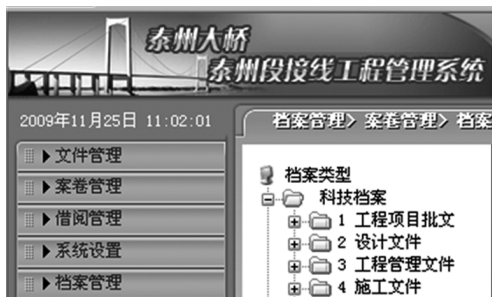 泰州大桥
泰州段接线工程管理系统
2009年11月25日 11:02:01
档案管理> 案卷管理> 档案
文件管理
案卷管理
借阅管理
系统设置
档案管理
档案类型
科技档案
1 工程项目批文
2 设计文件
3 工程管理文件
4 施工文件